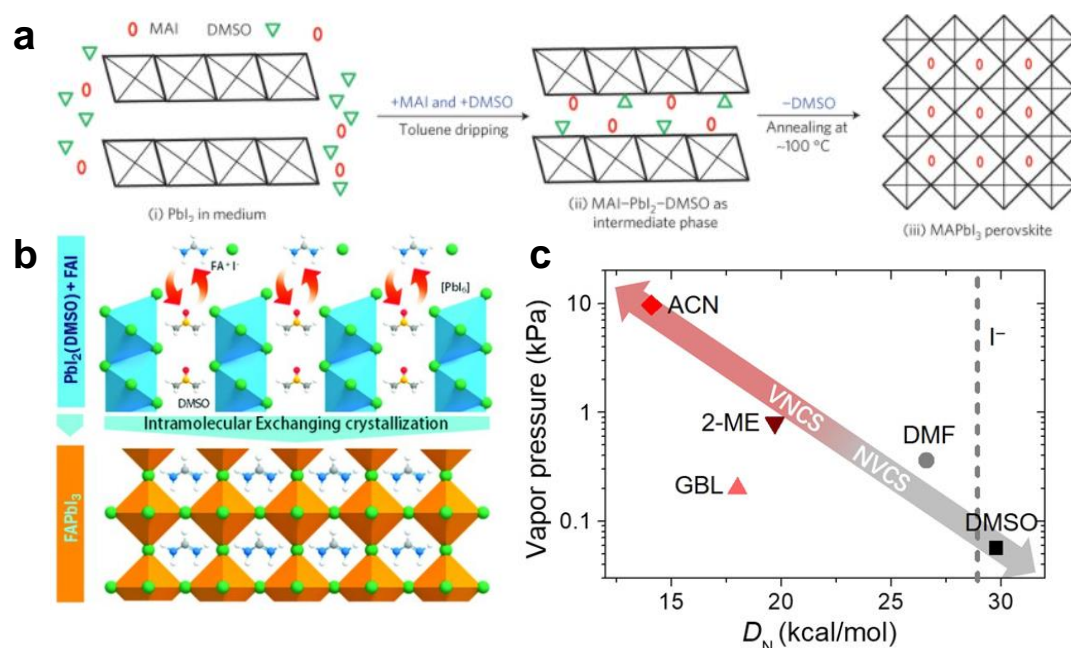 a
MAI DMSO
+MAI and +DMSO
Toluene dripping
−DMSO
Annealing at
~100 °C
(i) PbI2 in medium
(ii) MAI−PbI2−DMSO as
intermediate phase
(iii) MAPbI3 perovskite
b
PbI2(DMSO) + FAI
FA+ I−
[PbI6]
DMSO
Intramolecular Exchanging crystallization
FAPbI3
c
Vapor pressure (kPa)
10
1
0.1
ACN
I−
VNCS
2-ME
DMF
NVCS
GBL
DMSO
15 20 25 30
DN (kcal/mol)